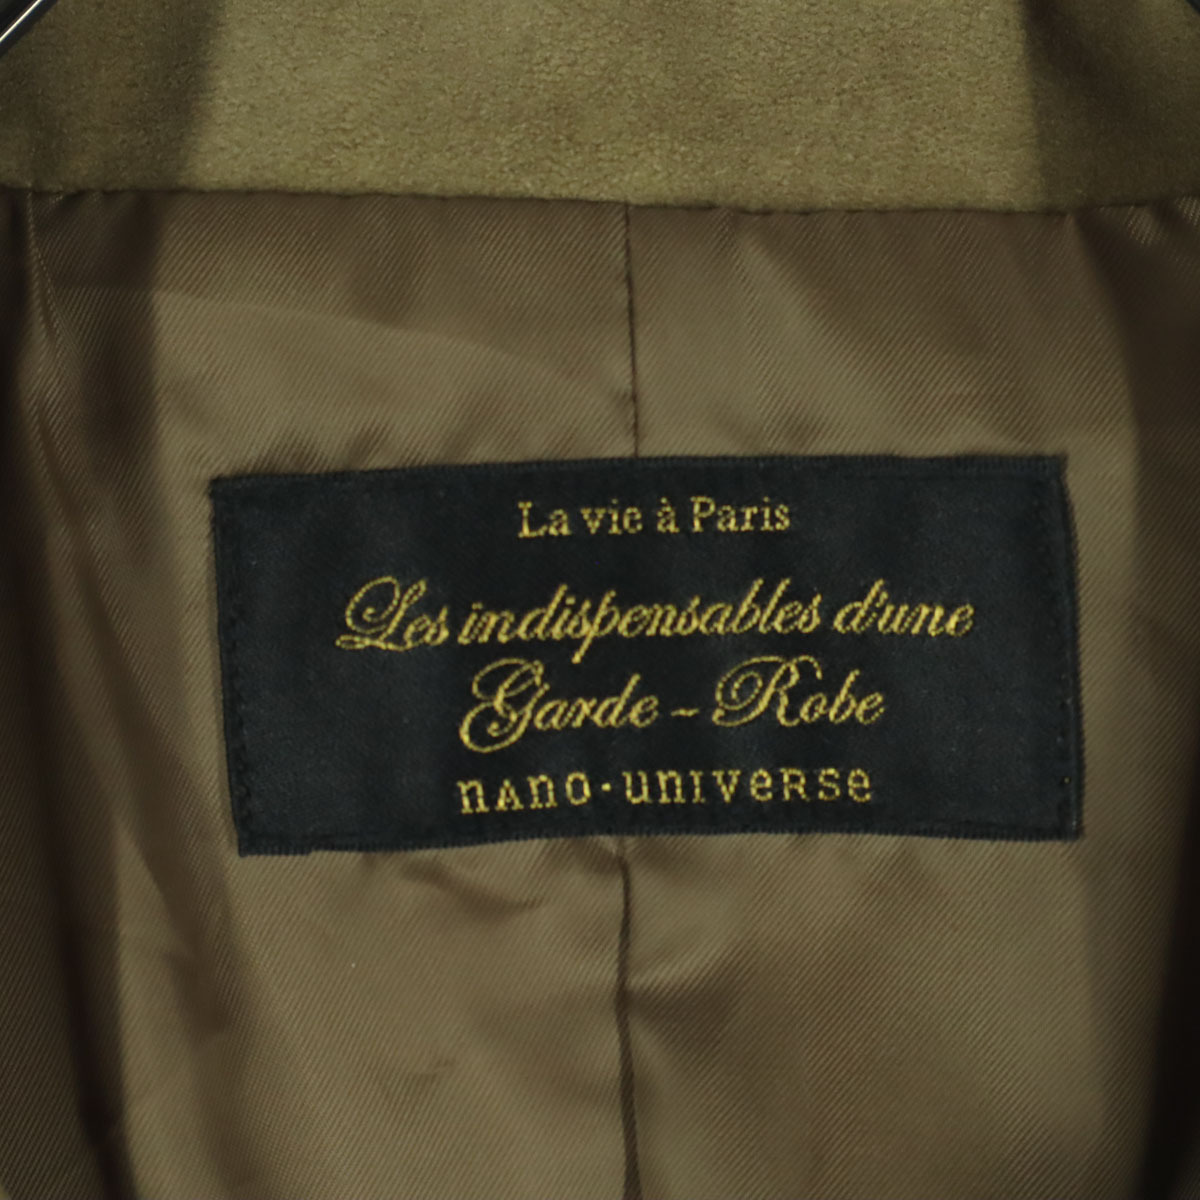 La vie à Paris
Les indispensables d'une
Garde - Robe
nAno·unIVeRSe